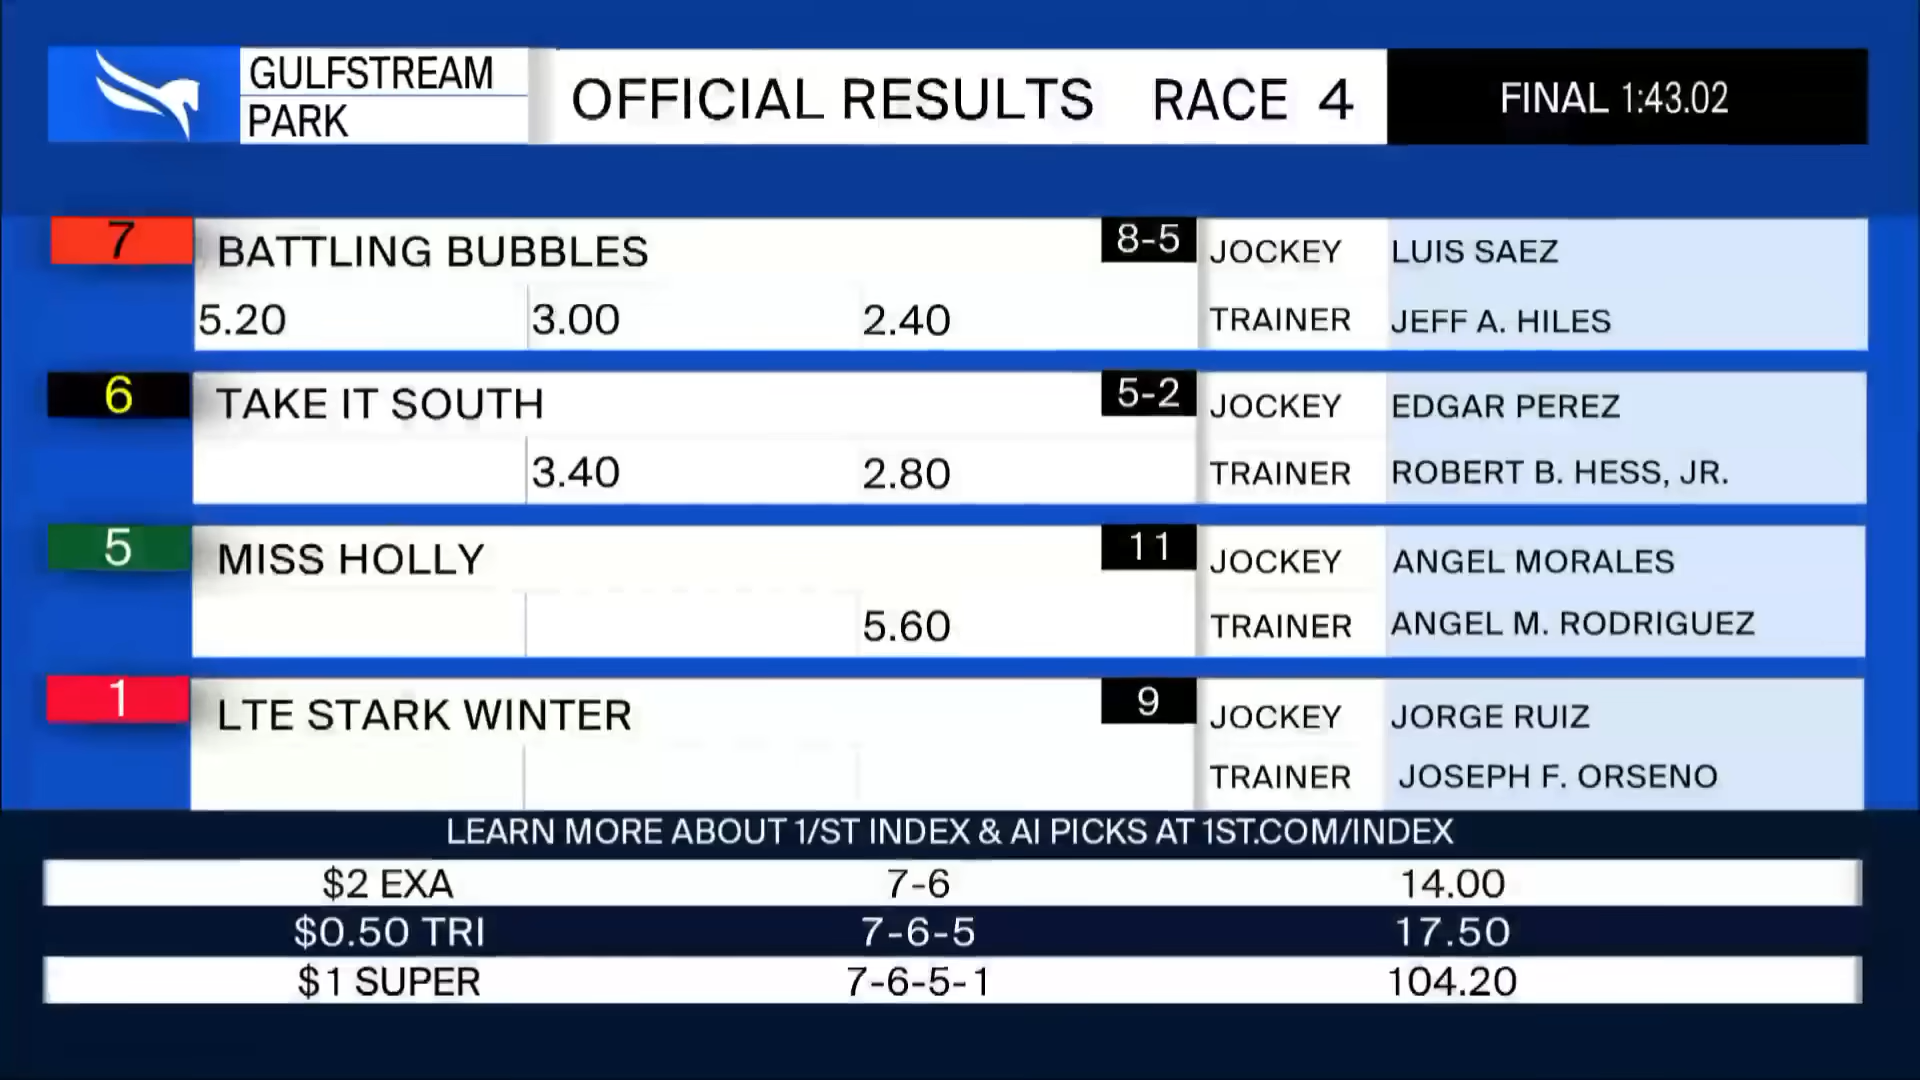 GULFSTREAM
PARK
OFFICIAL RESULTS RACE 4
FINAL 1:43.02
7 BATTLING BUBBLES 8-5 JOCKEY LUIS SAEZ
5.20 3.00 2.40 TRAINER JEFF A. HILES
6 TAKE IT SOUTH 5-2 JOCKEY EDGAR PEREZ
3.40 2.80 TRAINER ROBERT B. HESS, JR.
5 MISS HOLLY 11 JOCKEY ANGEL MORALES
5.60 TRAINER ANGEL M. RODRIGUEZ
1 LTE STARK WINTER 9 JOCKEY JORGE RUIZ
TRAINER JOSEPH F. ORSENO
LEARN MORE ABOUT 1/ST INDEX & AI PICKS AT 1ST.COM/INDEX
$2 EXA 7-6 14.00
$0.50 TRI 7-6-5 17.50
$1 SUPER 7-6-5-1 104.20